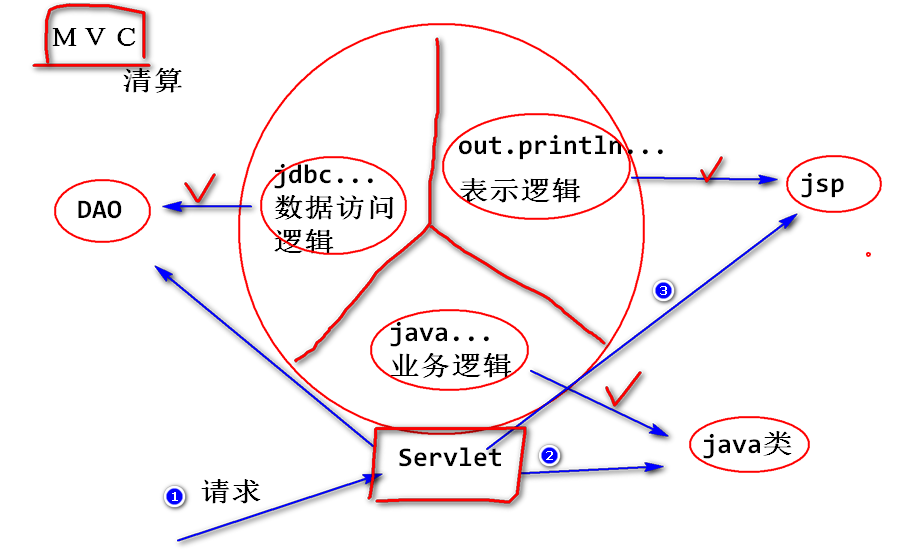 M V C
清算
out.println...
表示逻辑
jdbc...
数据访问
逻辑
DAO
jsp
③
java...
业务逻辑
java类
Servlet
②
① 请求